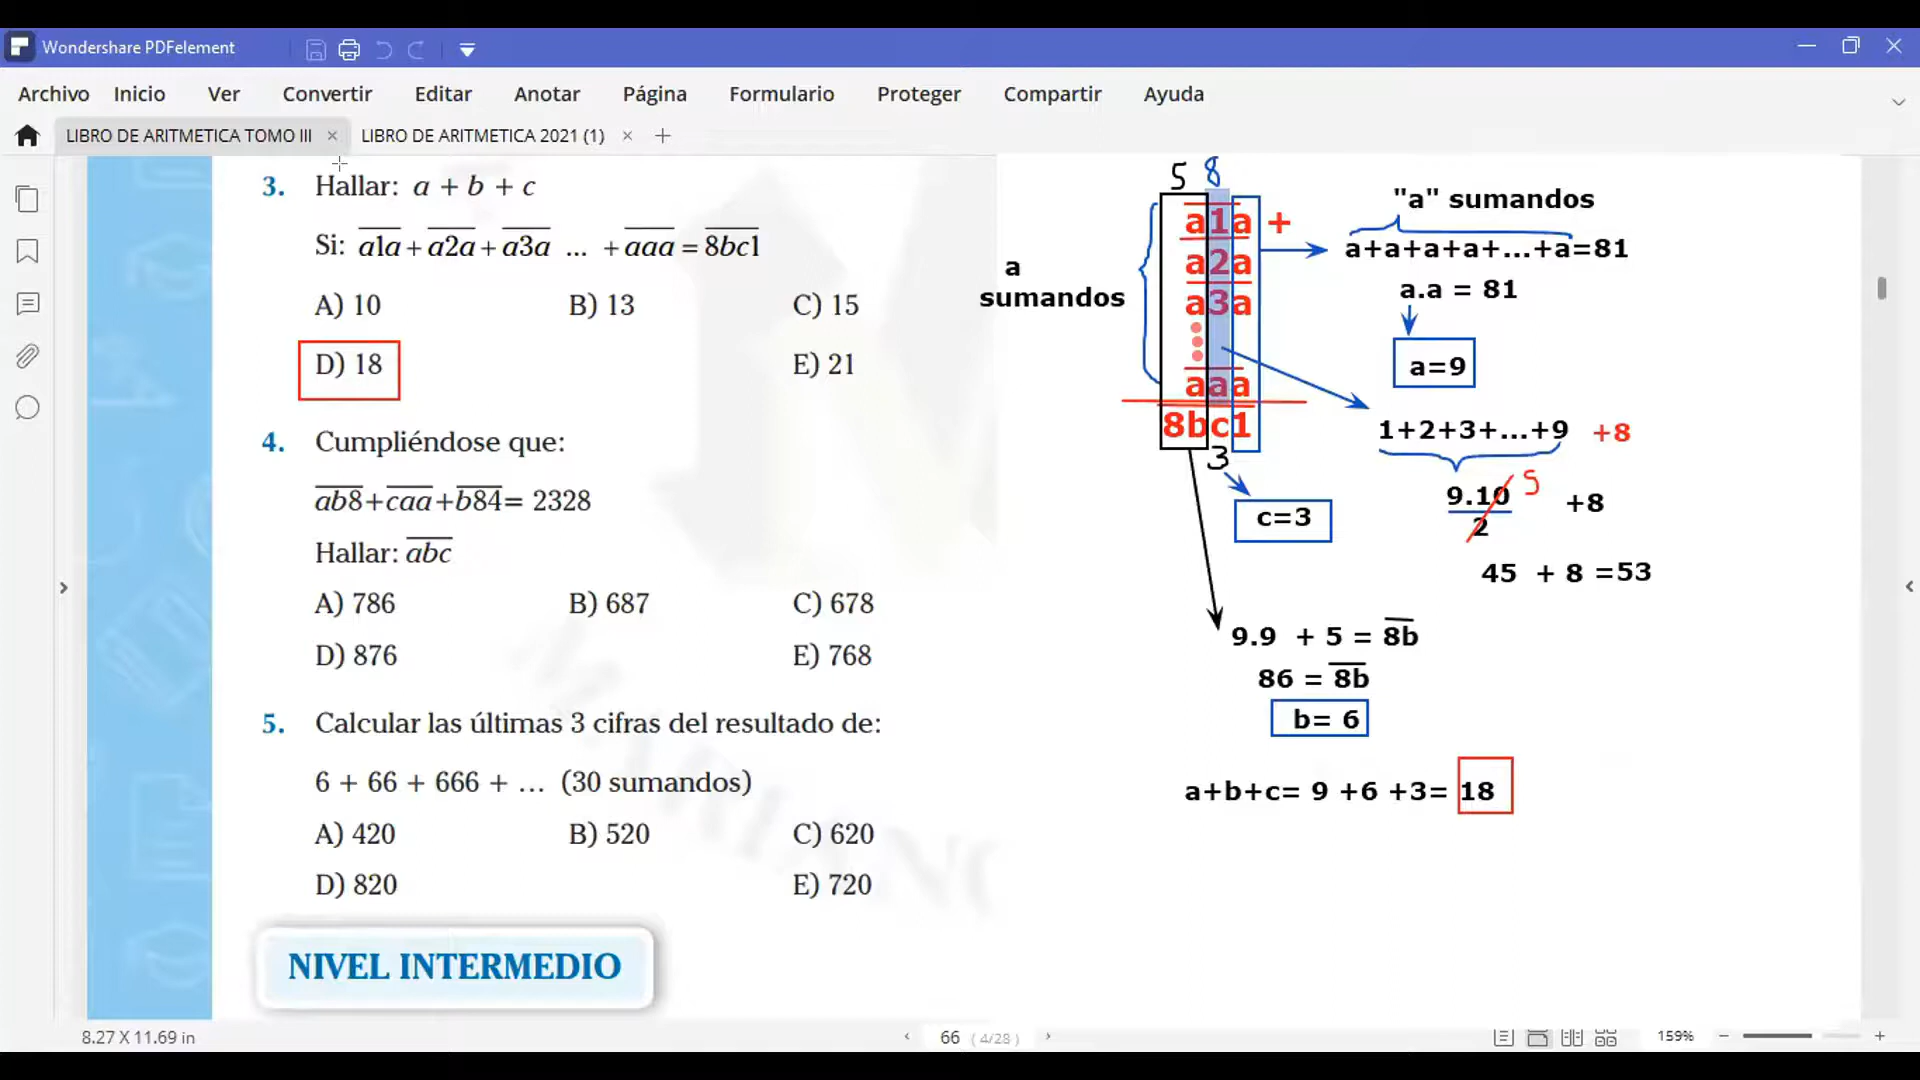 Wondershare PDFelement
Archivo Inicio Ver Convertir Editar Anotar Página Formulario Proteger Compartir Ayuda
LIBRO DE ARITMETICA TOMO III × LIBRO DE ARITMETICA 2021 (1) × +
3. Hallar: a + b + c
Si: a1a + a2a + a3a ... + aaa = 8bc1
A) 10 B) 13 C) 15
D) 18 E) 21
4. Cumpliéndose que:
ab8+caa+b84= 2328
Hallar: abc
A) 786 B) 687 C) 678
D) 876 E) 768
5. Calcular las últimas 3 cifras del resultado de:
6 + 66 + 666 + ... (30 sumandos)
A) 420 B) 520 C) 620
D) 820 E) 720
NIVEL INTERMEDIO
5 8
a1a +
a2a
a3a
aaa
8bc1
3
a
sumandos
"a" sumandos
a+a+a+a+...+a=81
a.a = 81
a=9
1+2+3+...+9 +8
9.10 5 +8
2
45 + 8 =53
c=3
9.9 + 5 = 8b
86 = 8b
b= 6
a+b+c= 9 +6 +3= 18
MARIANO
8.27 X 11.69 in
66 (4/28)
159%